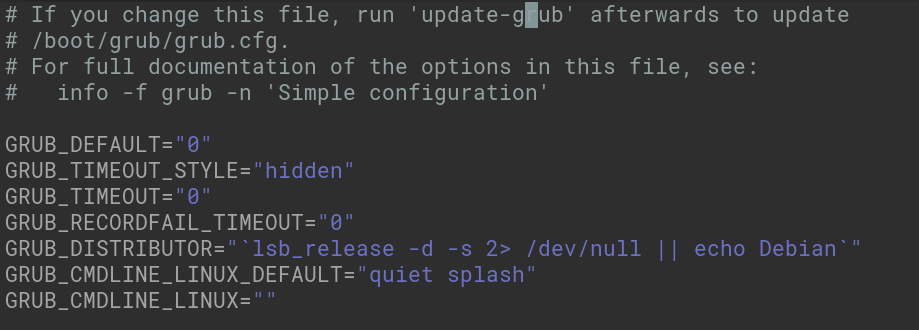 # If you change this file, run 'update-grub' afterwards to update
# /boot/grub/grub.cfg.
# For full documentation of the options in this file, see:
#   info -f grub -n 'Simple configuration'

GRUB_DEFAULT="0"
GRUB_TIMEOUT_STYLE="hidden"
GRUB_TIMEOUT="0"
GRUB_RECORDFAIL_TIMEOUT="0"
GRUB_DISTRIBUTOR="`lsb_release -d -s 2> /dev/null || echo Debian`"
GRUB_CMDLINE_LINUX_DEFAULT="quiet splash"
GRUB_CMDLINE_LINUX=""